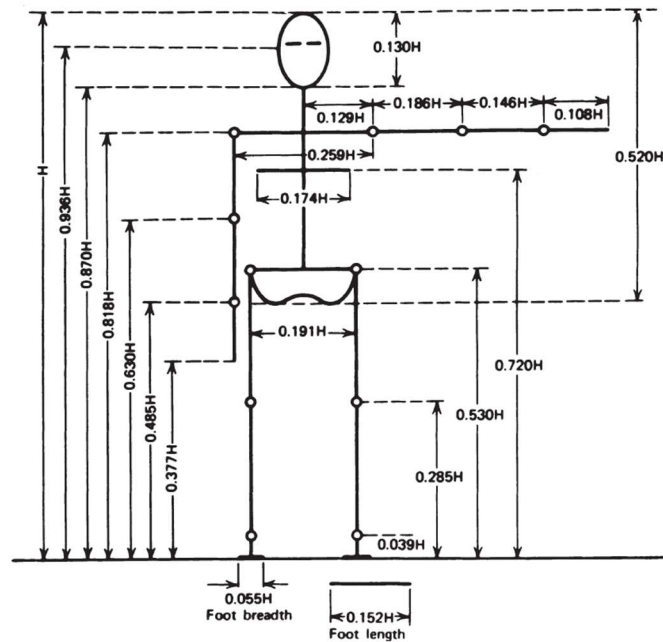 0.130H
0.129H
0.186H
0.146H
0.108H
0.259H
0.520H
0.174H
H
0.936H
0.870H
0.818H
0.630H
0.485H
0.377H
0.191H
0.720H
0.530H
0.285H
0.039H
0.055H
Foot breadth
0.152H
Foot length